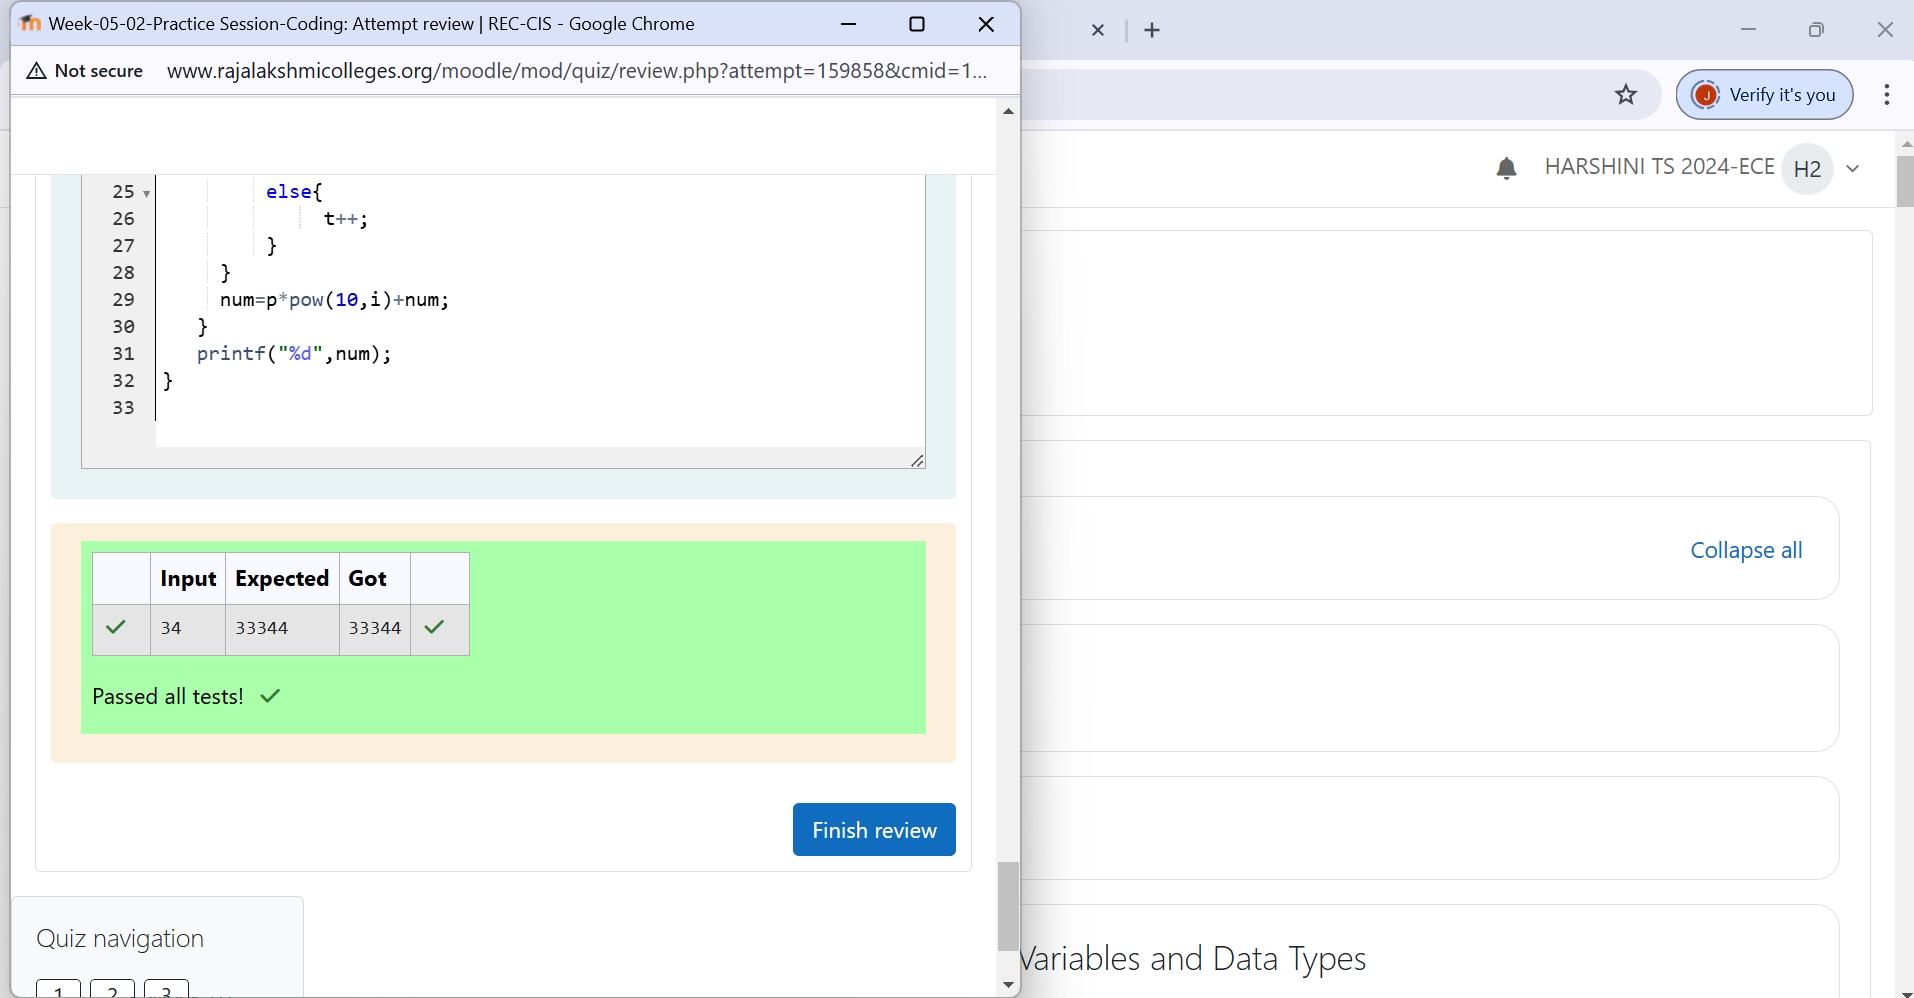 Week-05-02-Practice Session-Coding: Attempt review | REC-CIS - Google Chrome
Not secure www.rajalakshmicolleges.org/moodle/mod/quiz/review.php?attempt=159858&cmid=1...
Verify it's you
J
HARSHINI TS 2024-ECE H2
25 else{
26 t++;
27 }
28 }
29 num=p*pow(10,i)+num;
30 }
31 printf("%d",num);
32 }
33
Collapse all
Input Expected Got
34 33344 33344
Passed all tests!
Finish review
Quiz navigation
1 2 3
Variables and Data Types